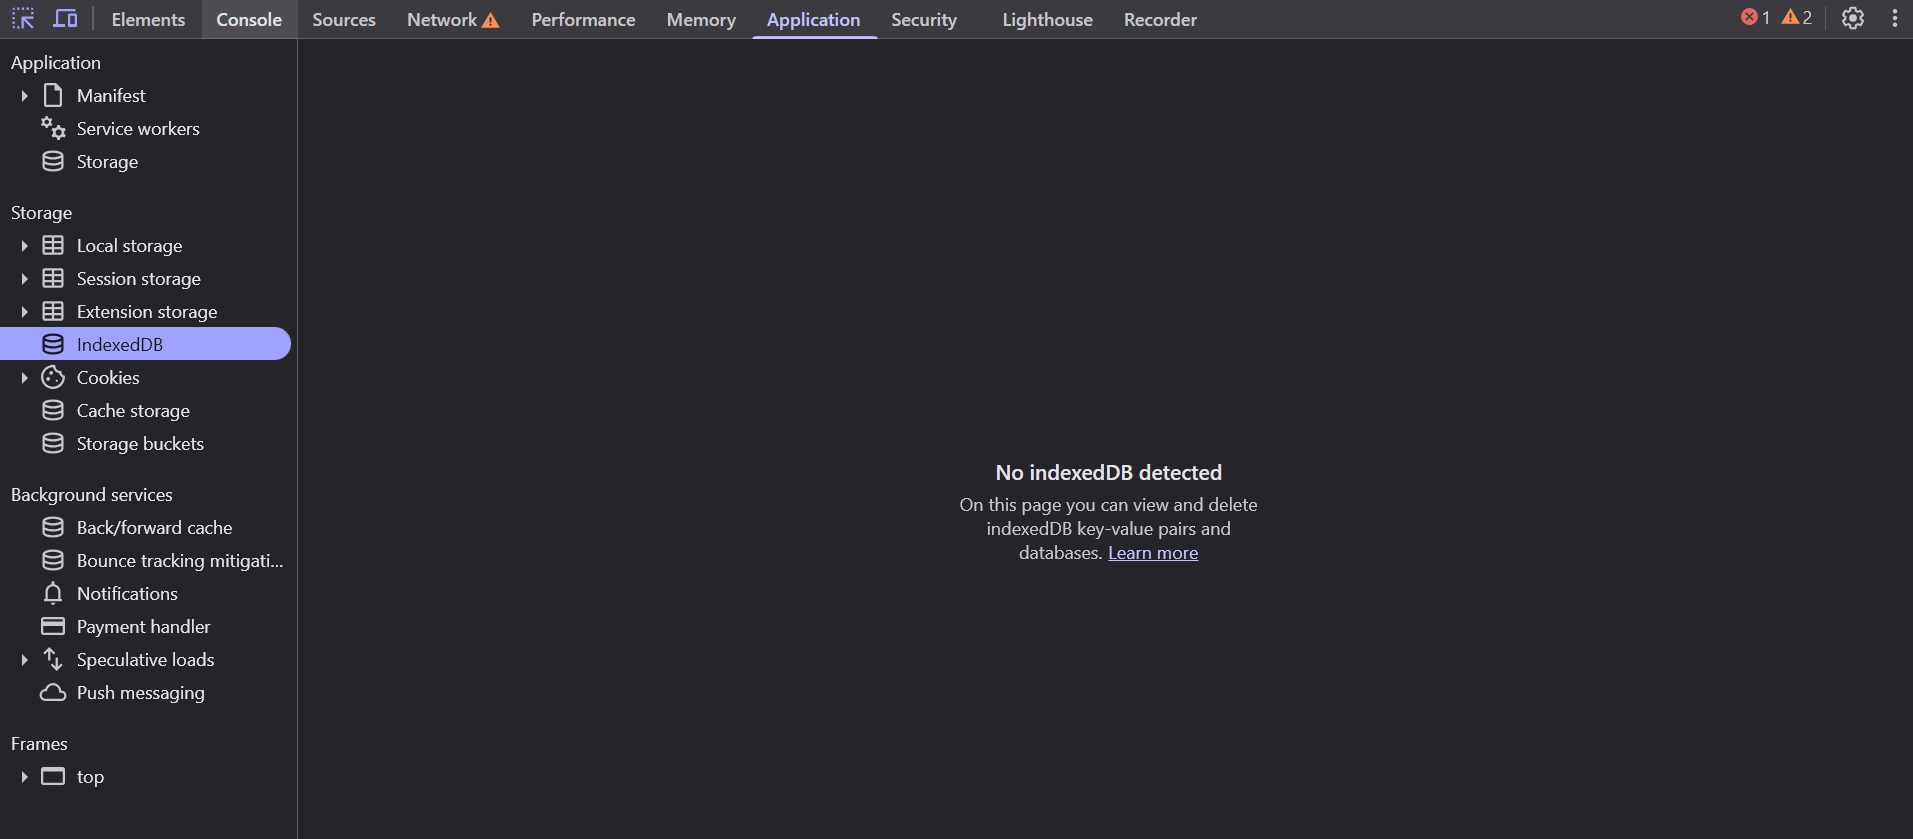 Elements Console Sources Network Performance Memory Application Security Lighthouse Recorder 1 2
Application
Manifest
Service workers
Storage
Storage
Local storage
Session storage
Extension storage
IndexedDB
Cookies
Cache storage
Storage buckets
Background services
Back/forward cache
Bounce tracking mitigati...
Notifications
Payment handler
Speculative loads
Push messaging
Frames
top
No indexedDB detected
On this page you can view and delete
indexedDB key-value pairs and
databases. Learn more